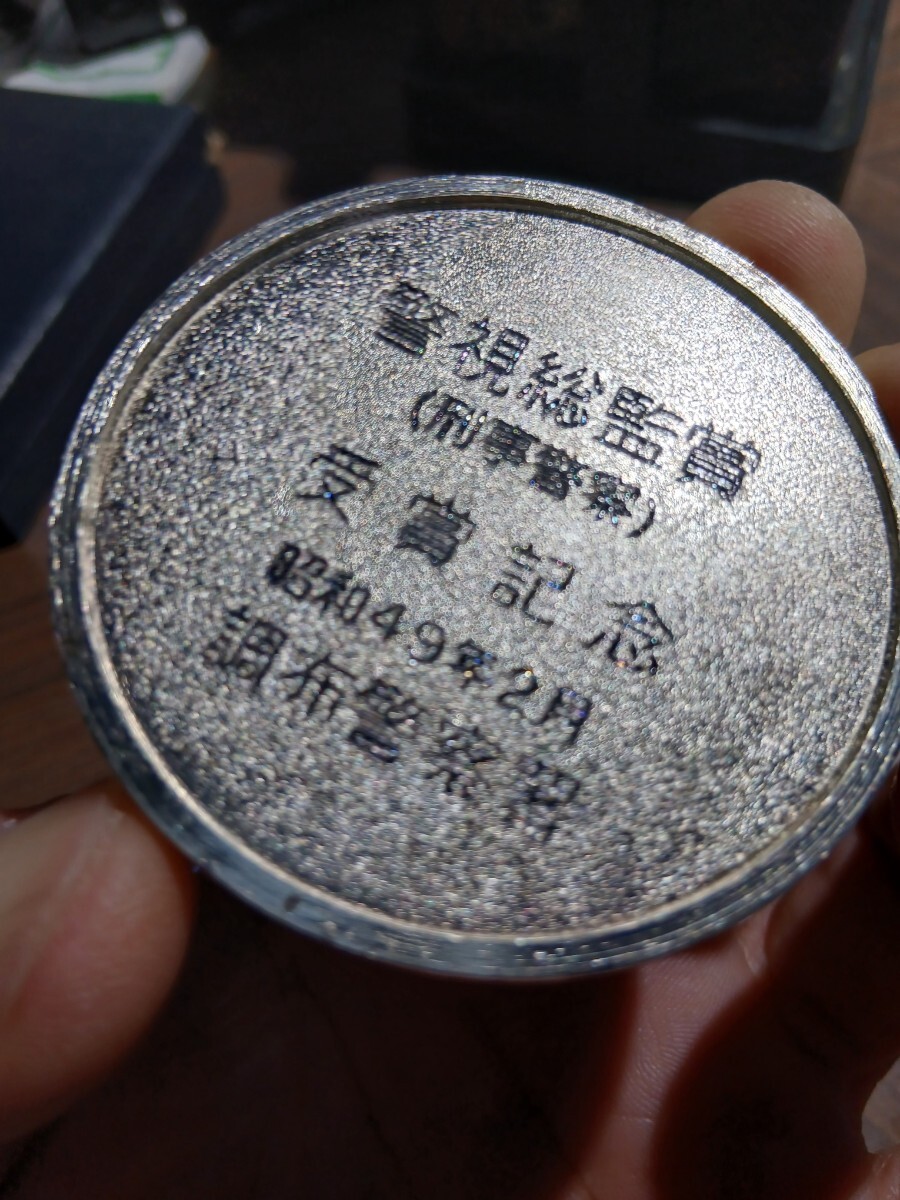 警視総監賞
(刑事警察)
受賞記念
昭和49年2月
調布警察署